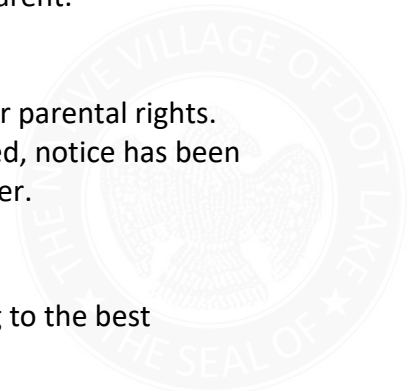 arent.
r parental rights.
ed, notice has been
er.
g to the best
THE NATIVE VILLAGE OF DOT LAKE
★ THE SEAL OF ★